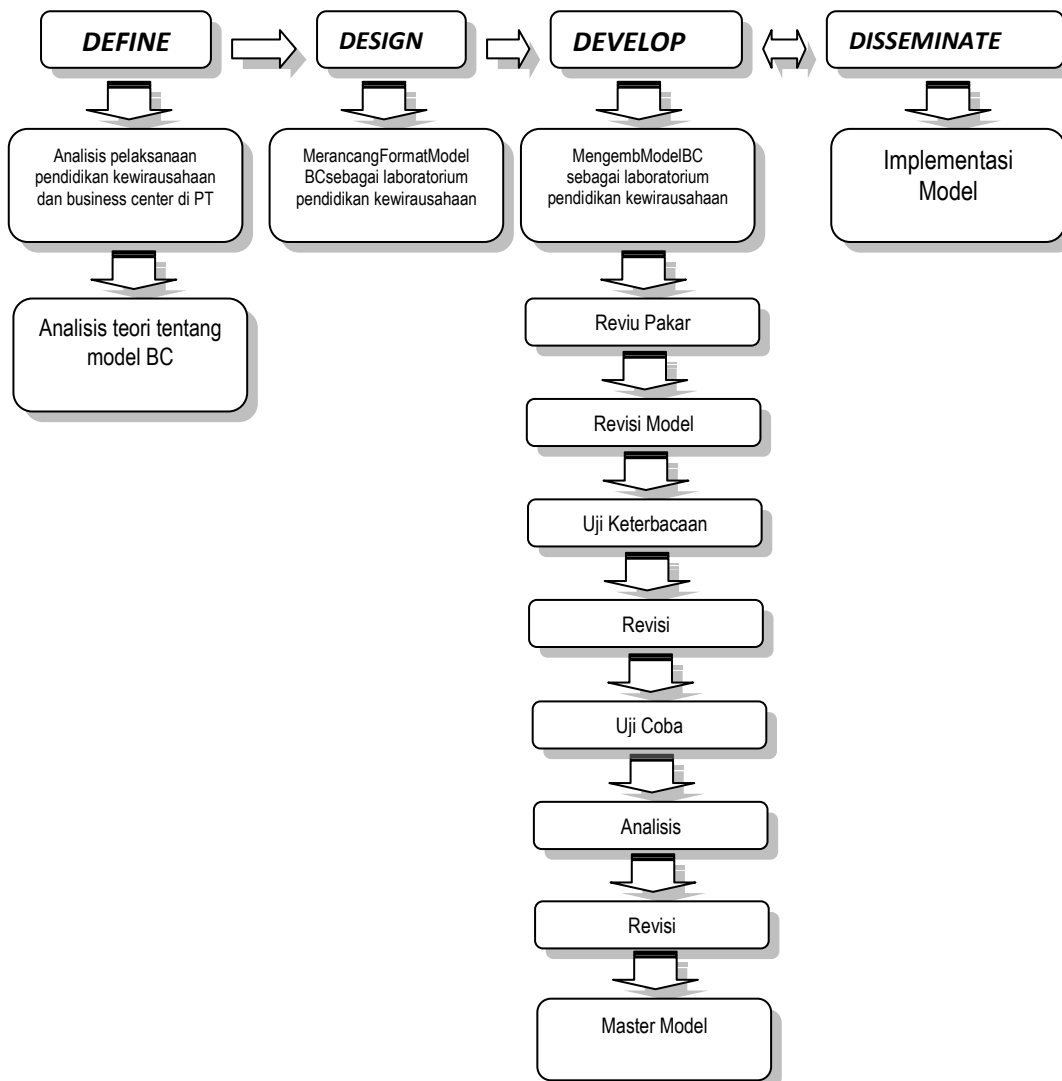 DEFINE
DESIGN
DEVELOP
DISSEMINATE
Analisis pelaksanaan
pendidikan kewirausahaan
dan business center di PT
MerancangFormatModel
BCsebagai laboratorium
pendidikan kewirausahaan
MengembModelBC
sebagai laboratorium
pendidikan kewirausahaan
Implementasi
Model
Analisis teori tentang
model BC
Reviu Pakar
Revisi Model
Uji Keterbacaan
Revisi
Uji Coba
Analisis
Revisi
Master Model